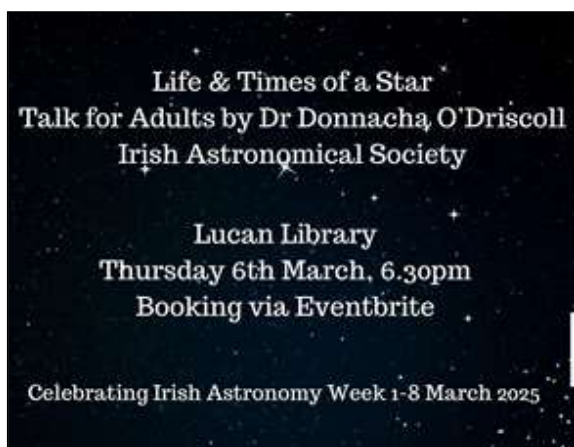 Life & Times of a Star
Talk for Adults by Dr Donnacha O'Driscoll
Irish Astronomical Society
Lucan Library
Thursday 6th March, 6.30pm
Booking via Eventbrite
Celebrating Irish Astronomy Week 1-8 March 2025